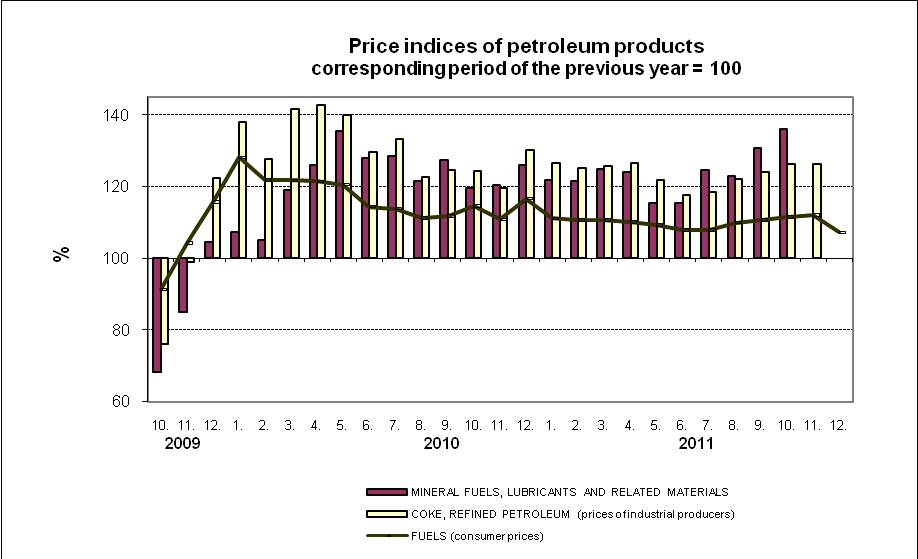 Price indices of petroleum products
corresponding period of the previous year = 100
140
120
100
80
60
%
10. 11. 12. 1. 2. 3. 4. 5. 6. 7. 8. 9. 10. 11. 12. 1. 2. 3. 4. 5. 6. 7. 8. 9. 10. 11. 12.
2009 2010 2011
MINERAL FUELS, LUBRICANTS AND RELATED MATERIALS
COKE, REFINED PETROLEUM (prices of industrial producers)
FUELS (consumer prices)